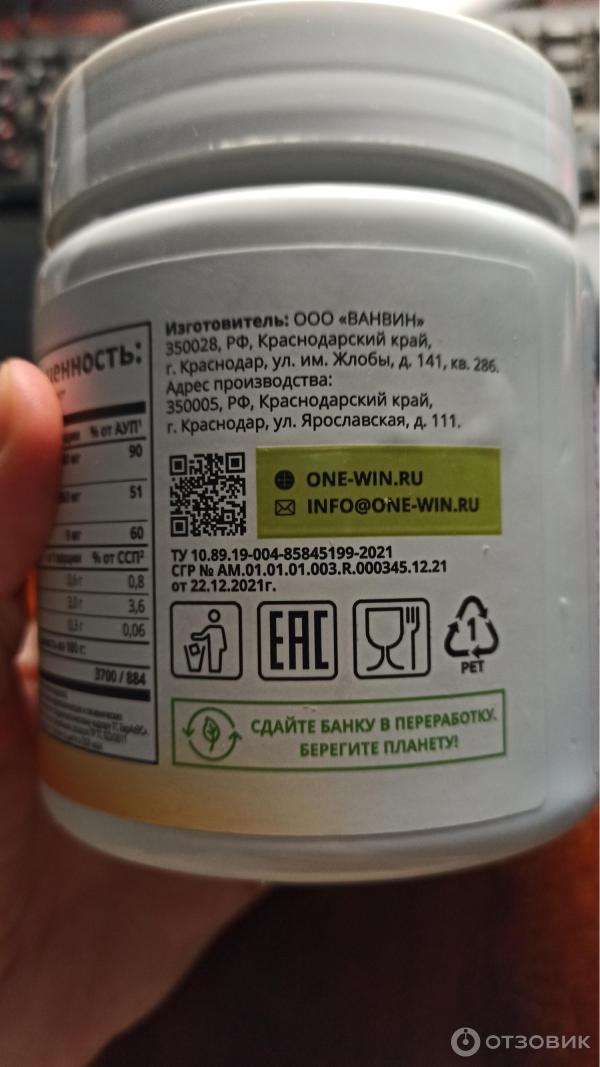 ценность:
% от АУП¹
90
51
60
% от ССП²
0,8
3,6
0,06
3700 / 884
Изготовитель: ООО «ВАНВИН»
350028, РФ, Краснодарский край,
г. Краснодар, ул. им. Жлобы, д. 141, кв. 286.
Адрес производства:
350005, РФ, Краснодарский край,
г. Краснодар, ул. Ярославская, д. 111.
ONE-WIN.RU
INFO@ONE-WIN.RU
ТУ 10.89.19-004-85845199-2021
СГР № AM.01.01.01.003.R.000345.12.21
от 22.12.2021г.
EAC
1
PET
СДАЙТЕ БАНКУ В ПЕРЕРАБОТКУ.
БЕРЕГИТЕ ПЛАНЕТУ!
ОТЗОВИК